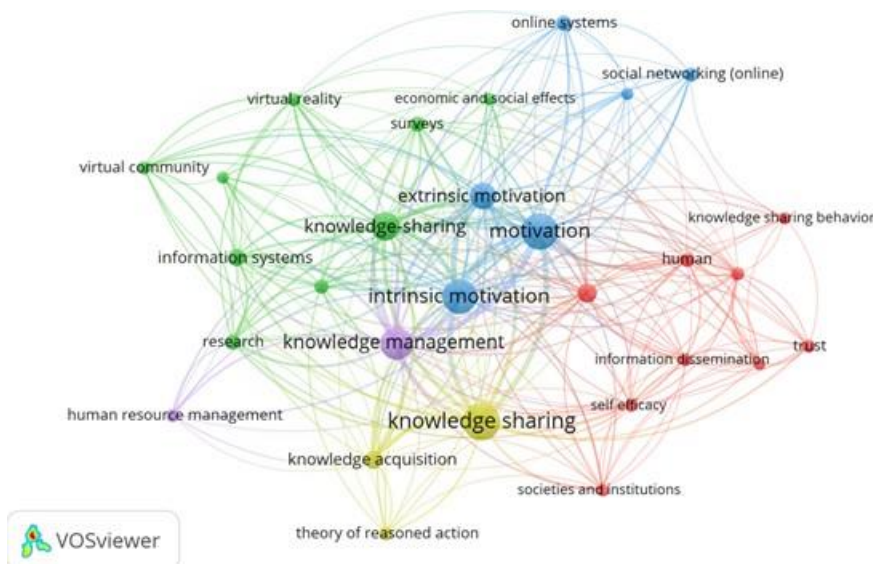 online systems
social networking (online)
virtual reality
economic and social effects
surveys
virtual community
extrinsic motivation
knowledge-sharing
motivation
knowledge sharing behavior
information systems
human
intrinsic motivation
research
knowledge management
trust
information dissemination
self efficacy
human resource management
knowledge sharing
knowledge acquisition
societies and institutions
theory of reasoned action
VOSviewer